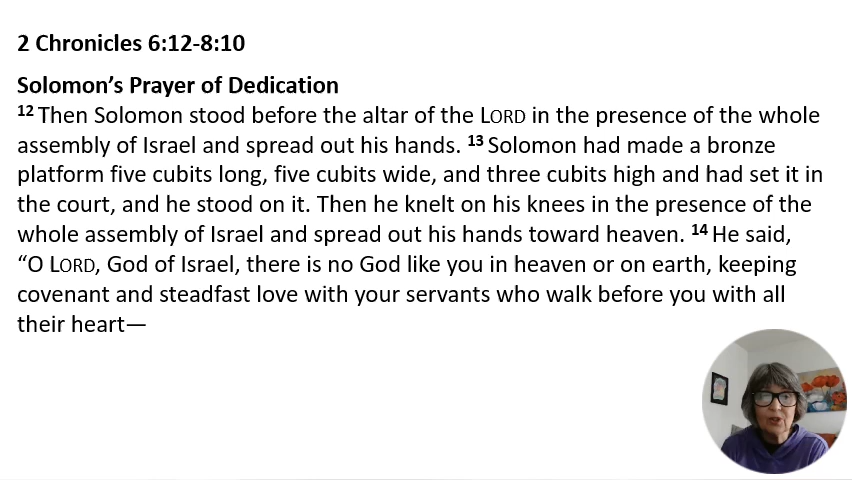 2 Chronicles 6:12-8:10
Solomon’s Prayer of Dedication
12 Then Solomon stood before the altar of the LORD in the presence of the whole
assembly of Israel and spread out his hands. 13 Solomon had made a bronze
platform five cubits long, five cubits wide, and three cubits high and had set it in
the court, and he stood on it. Then he knelt on his knees in the presence of the
whole assembly of Israel and spread out his hands toward heaven. 14 He said,
“O LORD, God of Israel, there is no God like you in heaven or on earth, keeping
covenant and steadfast love with your servants who walk before you with all
their heart—